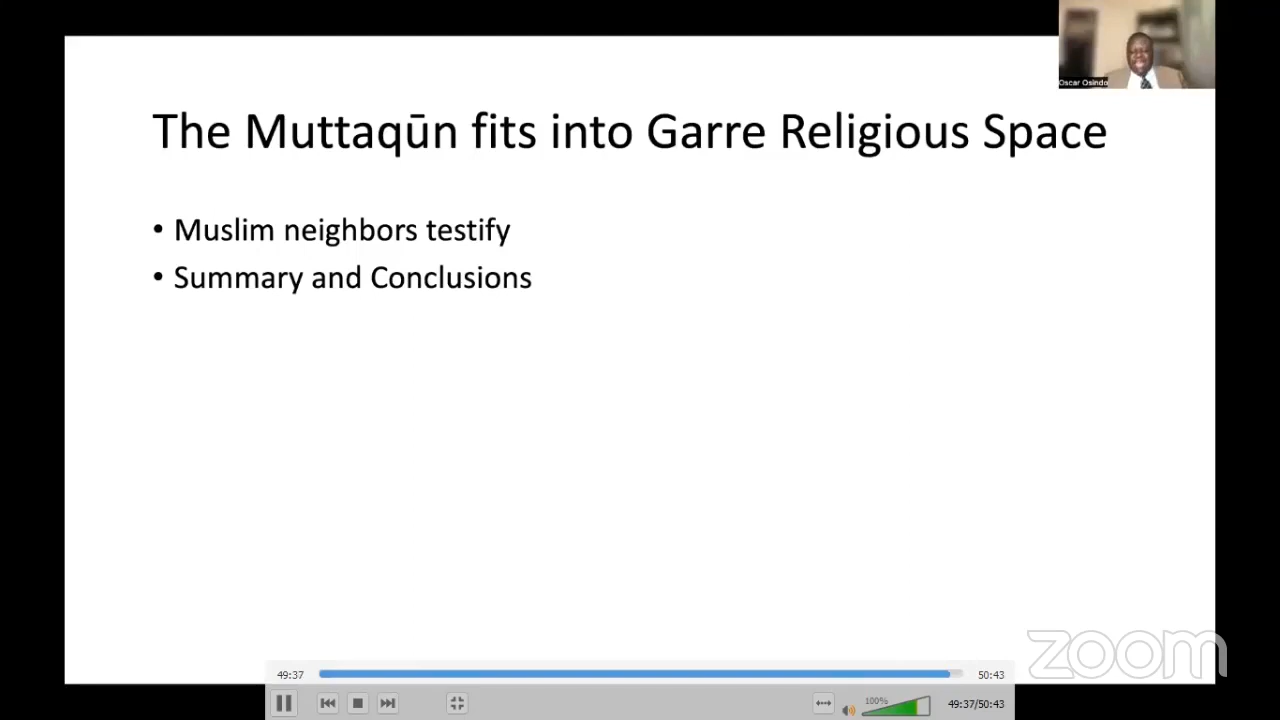 Oscar Osindo
The Muttaqūn fits into Garre Religious Space
• Muslim neighbors testify
• Summary and Conclusions
zoom
49:37
50:43
100%
49:37/50:43